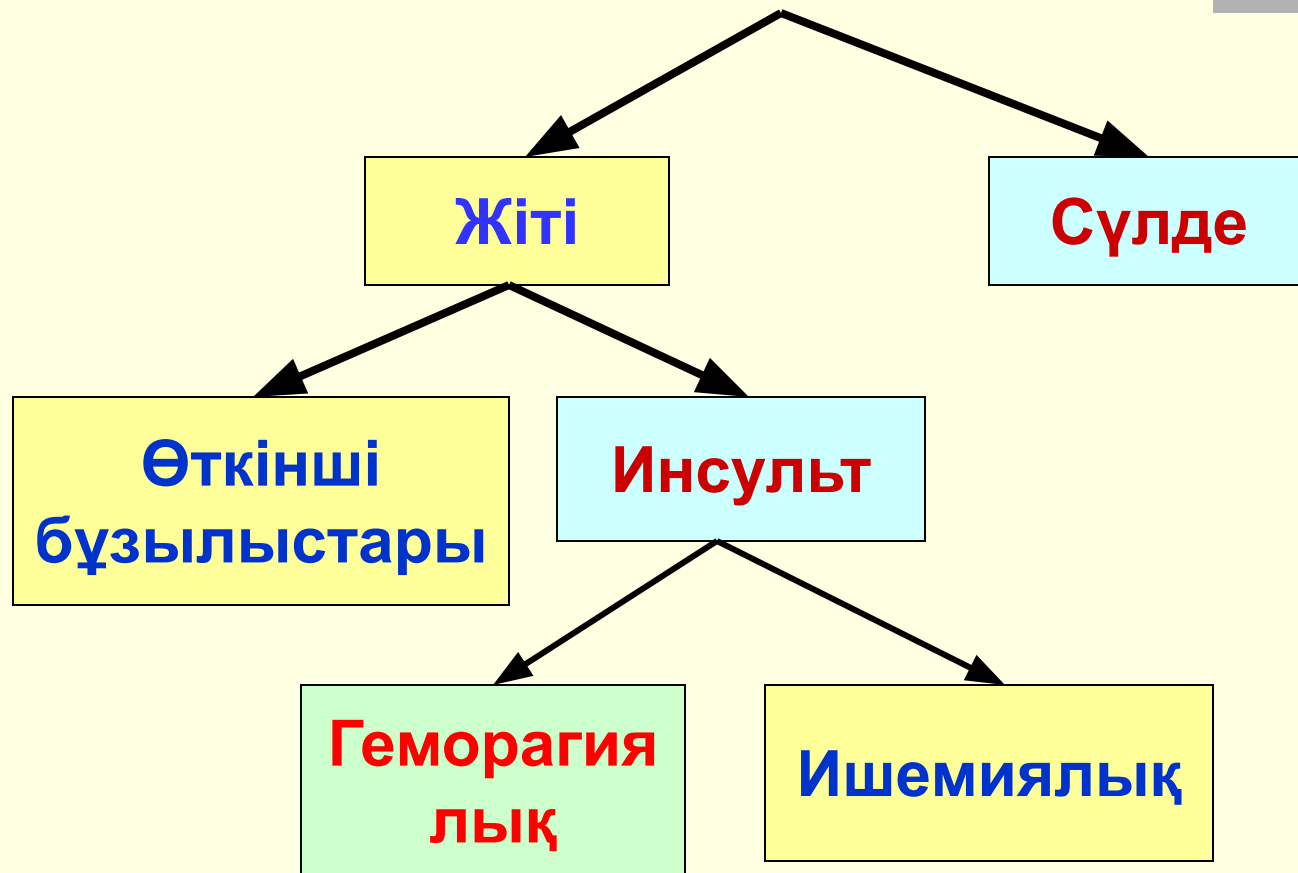 Жіті
Сүлде
Өткінші
бұзылыстары
Инсульт
Геморагия
лық
Ишемиялық